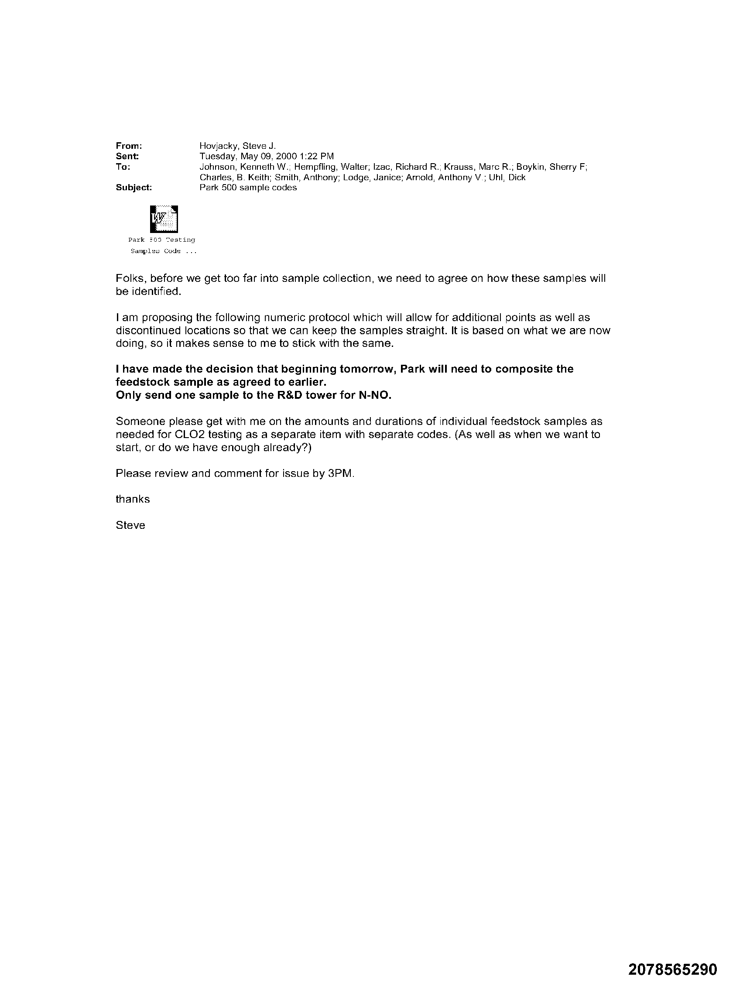 From: Hovjacky, Steve J.
Sent: Tuesday, May 09, 2000 1:22 PM
To: Johnson, Kenneth W.; Hempfling, Walter; Izac, Richard R.; Krauss, Marc R.; Boykin, Sherry F;
Charles, B. Keith; Smith, Anthony; Lodge, Janice; Arnold, Anthony V.; Uhl, Dick
Subject: Park 500 sample codes
Park 500 Testing
Samples Code ...
Folks, before we get too far into sample collection, we need to agree on how these samples will
be identified.
I am proposing the following numeric protocol which will allow for additional points as well as
discontinued locations so that we can keep the samples straight. It is based on what we are now
doing, so it makes sense to me to stick with the same.
I have made the decision that beginning tomorrow, Park will need to composite the
feedstock sample as agreed to earlier.
Only send one sample to the R&D tower for N-NO.
Someone please get with me on the amounts and durations of individual feedstock samples as
needed for CLO2 testing as a separate item with separate codes. (As well as when we want to
start, or do we have enough already?)
Please review and comment for issue by 3PM.
thanks
Steve
2078565290